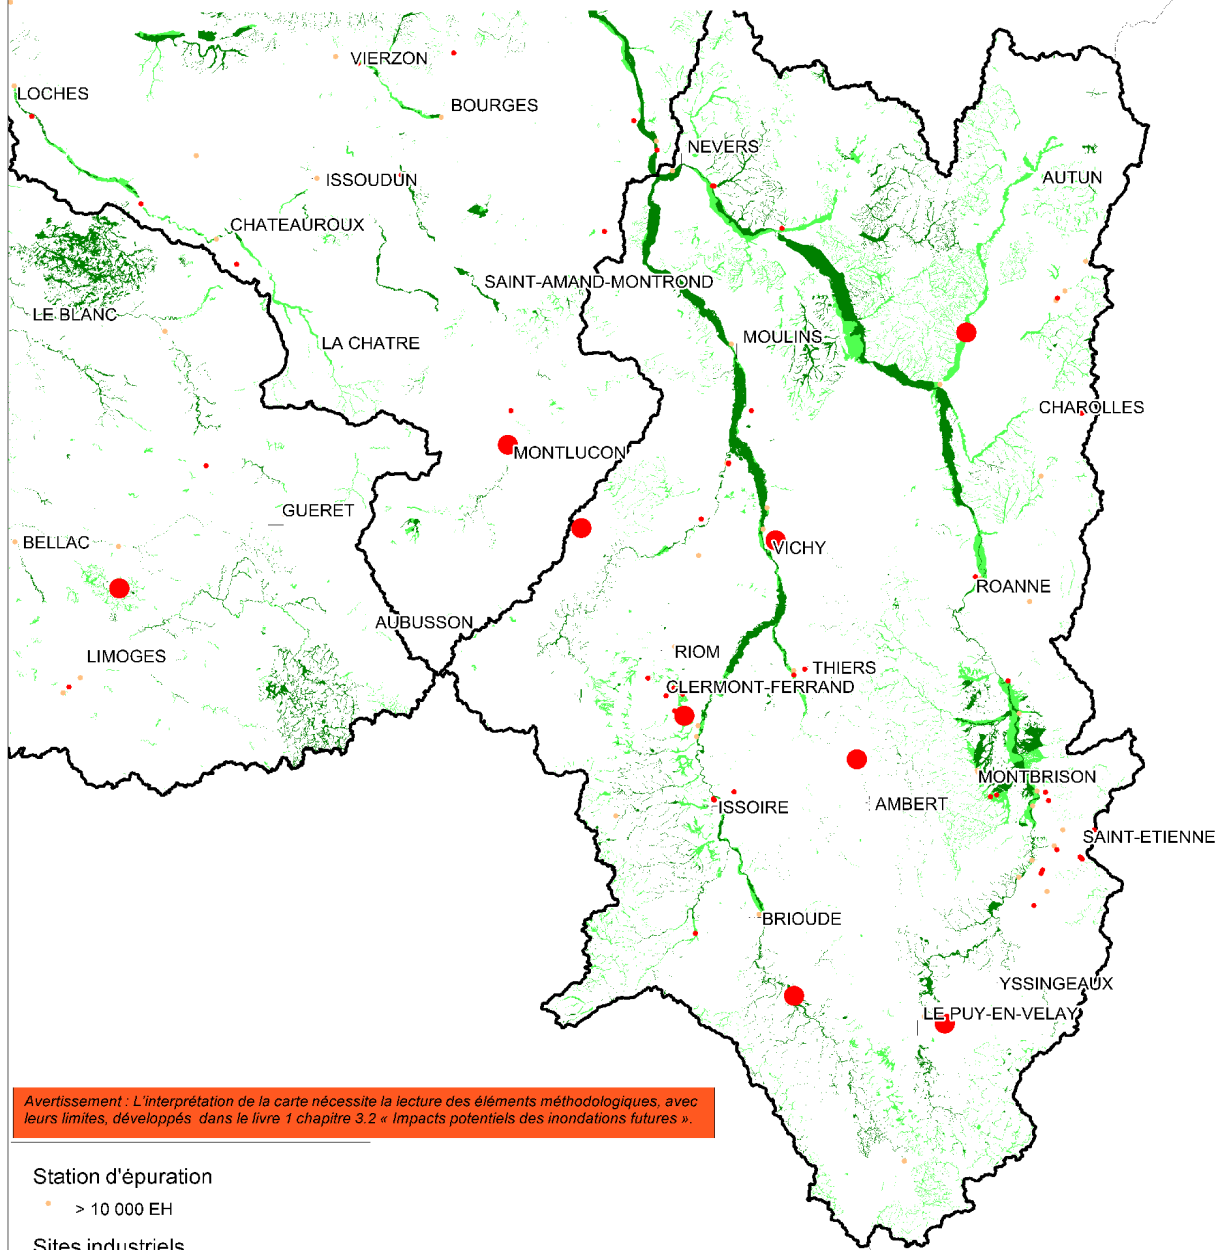 VIERZON
LOCHES
BOURGES
NEVERS
ISSOUDUN
AUTUN
CHATEAUROUX
SAINT-AMAND-MONTROND
LE BLANC
MOULINS
LA CHATRE
CHAROLLES
MONTLUCON
GUERET
BELLAC
VICHY
ROANNE
AUBUSSON
RIOM
LIMOGES
THIERS
CLERMONT-FERRAND
MONTBRISON
ISSOIRE
AMBERT
SAINT-ETIENNE
BRIOUDE
YSSINGEAUX
LE PUY-EN-VELAY
Avertissement : L'interprétation de la carte nécessite la lecture des éléments méthodologiques, avec
leurs limites, développés dans le livre 1 chapitre 3.2 « Impacts potentiels des inondations futures ».
Station d'épuration
> 10 000 EH
Sites industriels